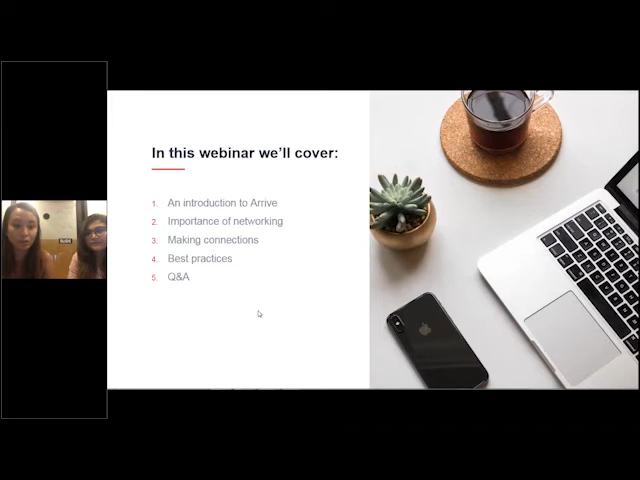 In this webinar we'll cover:
1. An introduction to Arrive
2. Importance of networking
3. Making connections
4. Best practices
5. Q&A